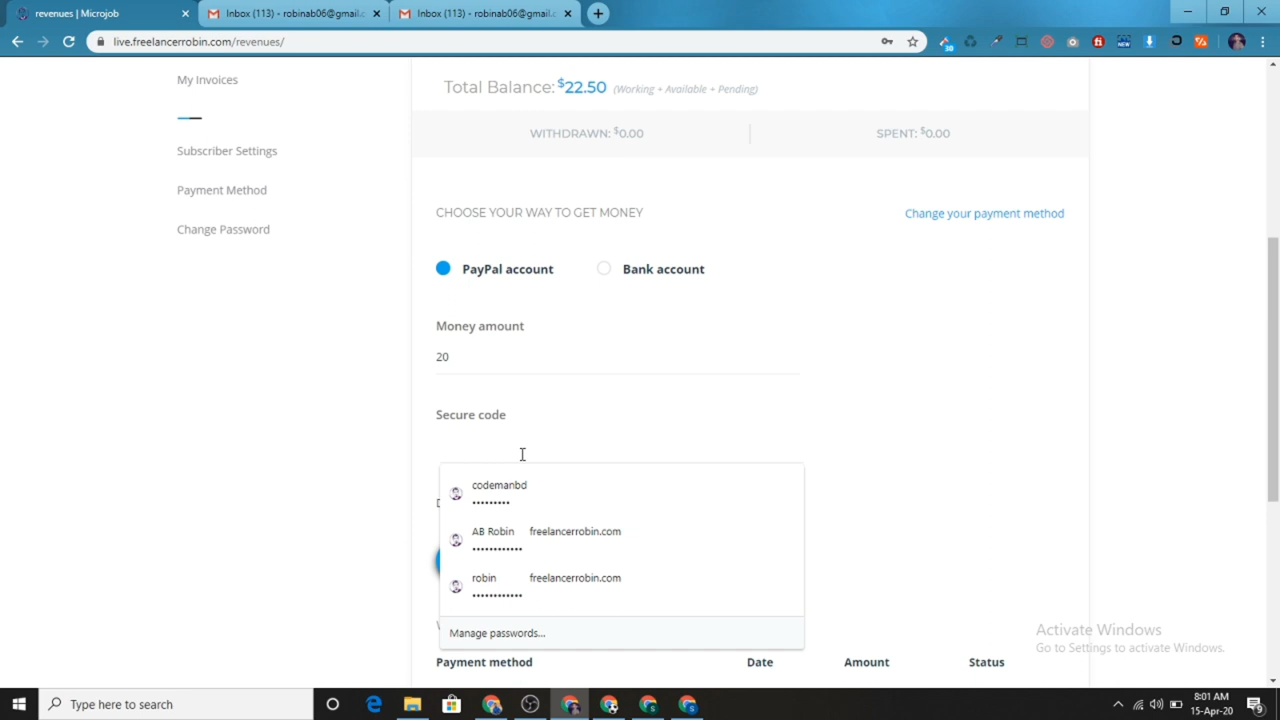 revenues | Microjob
Inbox (113) - robinab06@gmail.c
Inbox (113) - robinab06@gmail.c
live.freelancerrobin.com/revenues/
30
NEW
My Invoices
Subscriber Settings
Payment Method
Change Password
Total Balance: $22.50 (Working + Available + Pending)
WITHDRAWN: $0.00
SPENT: $0.00
CHOOSE YOUR WAY TO GET MONEY
Change your payment method
PayPal account
Bank account
Money amount
20
Secure code
codemanbd
•••••••••
AB Robin freelancerrobin.com
••••••••••••
robin freelancerrobin.com
••••••••••••
Manage passwords...
Payment method
Date
Amount
Status
Activate Windows
Go to Settings to activate Windows.
Type here to search
8:01 AM
15-Apr-20